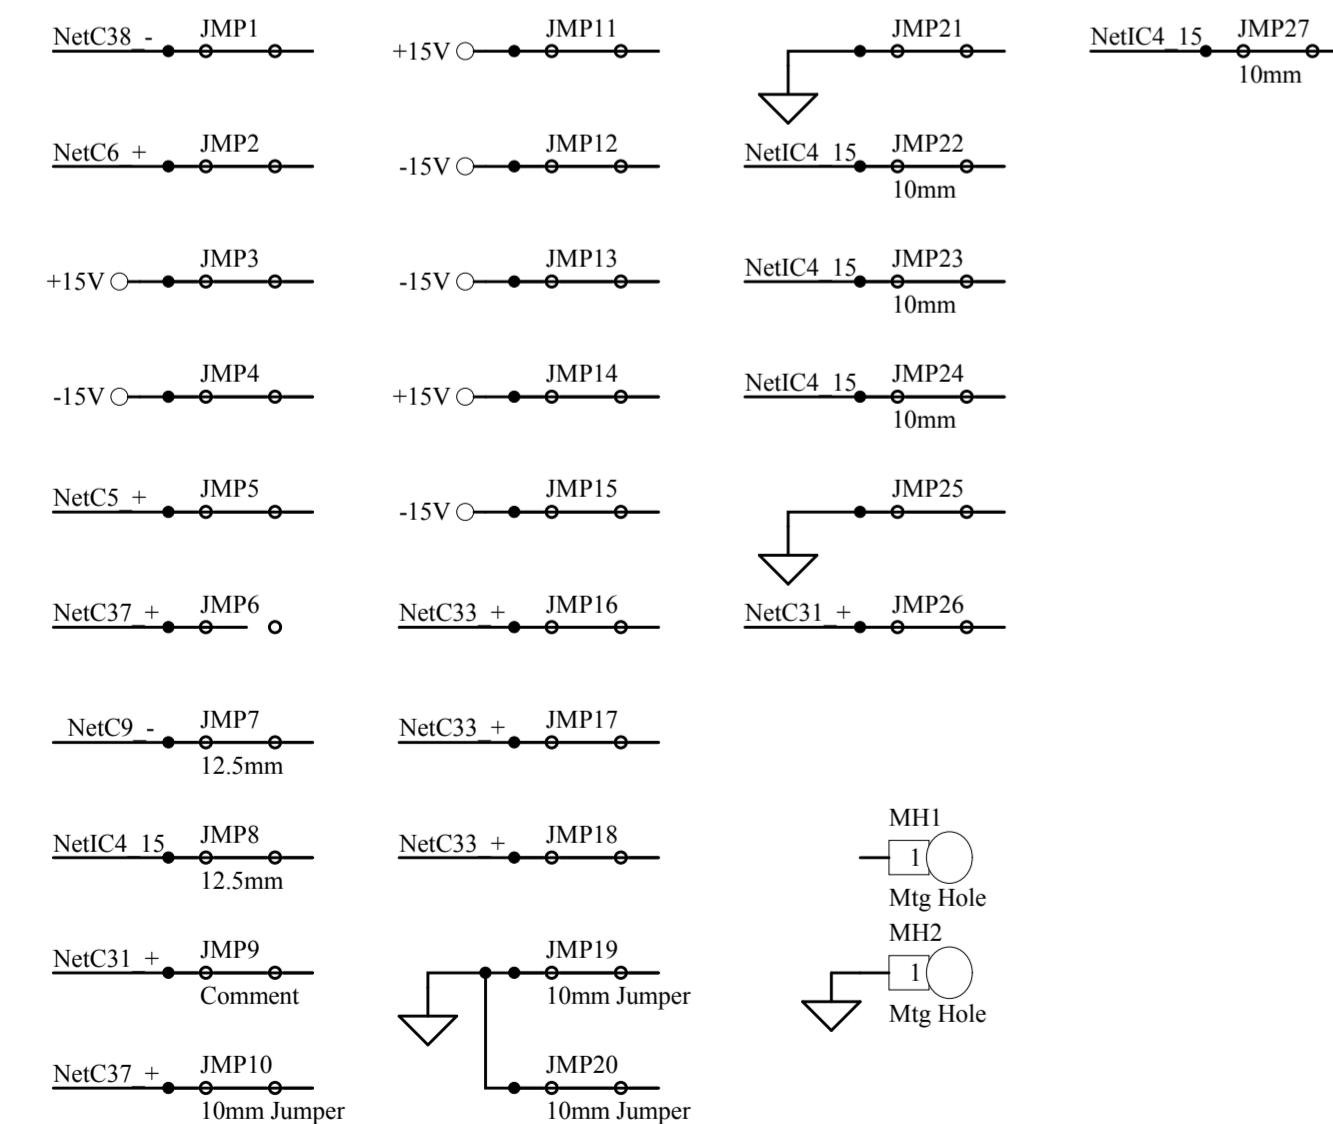 NetC38_- JMP1
NetC6_+ JMP2
+15V JMP3
-15V JMP4
NetC5_+ JMP5
NetC37_+ JMP6
NetC9_- JMP7
12.5mm
NetIC4_15 JMP8
12.5mm
NetC31_+ JMP9
Comment
NetC37_+ JMP10
10mm Jumper
+15V JMP11
-15V JMP12
-15V JMP13
+15V JMP14
-15V JMP15
NetC33_+ JMP16
NetC33_+ JMP17
NetC33_+ JMP18
JMP19
10mm Jumper
JMP20
10mm Jumper
JMP21
NetIC4_15 JMP22
10mm
NetIC4_15 JMP23
10mm
NetIC4_15 JMP24
10mm
JMP25
NetC31_+ JMP26
MH1
1
Mtg Hole
MH2
1
Mtg Hole
NetIC4_15 JMP27
10mm